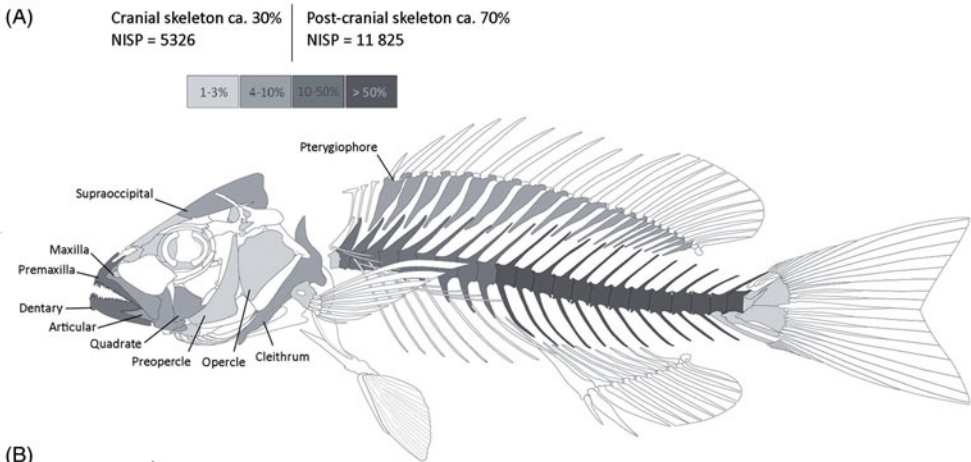 (A)
Cranial skeleton ca. 30%
NISP = 5326
Post-cranial skeleton ca. 70%
NISP = 11 825
1-3%
4-10%
10-50%
> 50%
Pterygiophore
Supraoccipital
Maxilla
Premaxilla
Dentary
Articular
Quadrate
Preopercle
Opercle
Cleithrum
(B)